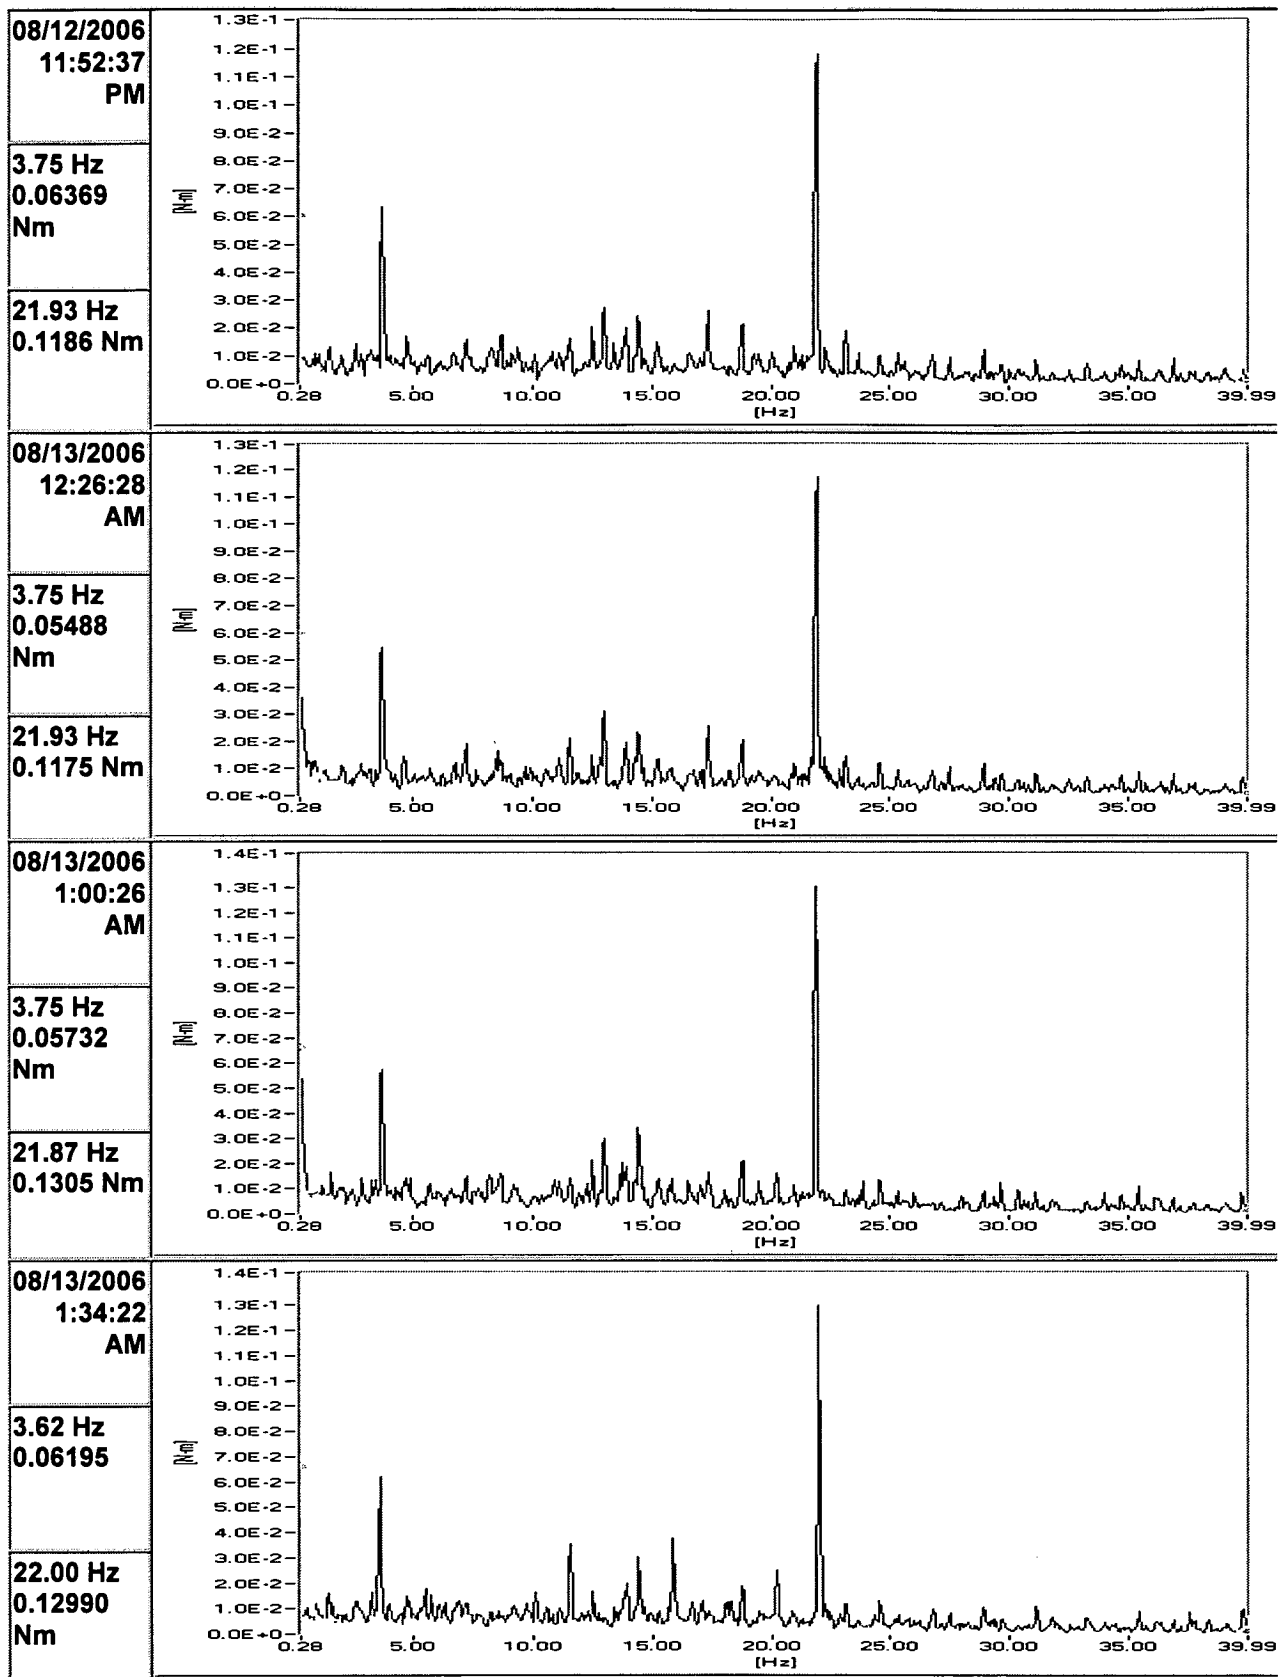 08/12/2006
11:52:37
PM
3.75 Hz
0.06369
Nm
21.93 Hz
0.1186 Nm
1.3E-1
1.2E-1
1.1E-1
1.0E-1
9.0E-2
8.0E-2
7.0E-2
6.0E-2
5.0E-2
4.0E-2
3.0E-2
2.0E-2
1.0E-2
0.0E+0
[N·m]
0.28 5.00 10.00 15.00 20.00 25.00 30.00 35.00 39.99
[Hz]
08/13/2006
12:26:28
AM
3.75 Hz
0.05488
Nm
21.93 Hz
0.1175 Nm
1.3E-1
1.2E-1
1.1E-1
1.0E-1
9.0E-2
8.0E-2
7.0E-2
6.0E-2
5.0E-2
4.0E-2
3.0E-2
2.0E-2
1.0E-2
0.0E+0
[N·m]
0.28 5.00 10.00 15.00 20.00 25.00 30.00 35.00 39.99
[Hz]
08/13/2006
1:00:26
AM
3.75 Hz
0.05732
Nm
21.87 Hz
0.1305 Nm
1.4E-1
1.3E-1
1.2E-1
1.1E-1
1.0E-1
9.0E-2
8.0E-2
7.0E-2
6.0E-2
5.0E-2
4.0E-2
3.0E-2
2.0E-2
1.0E-2
0.0E+0
[N·m]
0.28 5.00 10.00 15.00 20.00 25.00 30.00 35.00 39.99
[Hz]
08/13/2006
1:34:22
AM
3.62 Hz
0.06195
22.00 Hz
0.12990
Nm
1.4E-1
1.3E-1
1.2E-1
1.1E-1
1.0E-1
9.0E-2
8.0E-2
7.0E-2
6.0E-2
5.0E-2
4.0E-2
3.0E-2
2.0E-2
1.0E-2
0.0E+0
[N·m]
0.28 5.00 10.00 15.00 20.00 25.00 30.00 35.00 39.99
[Hz]